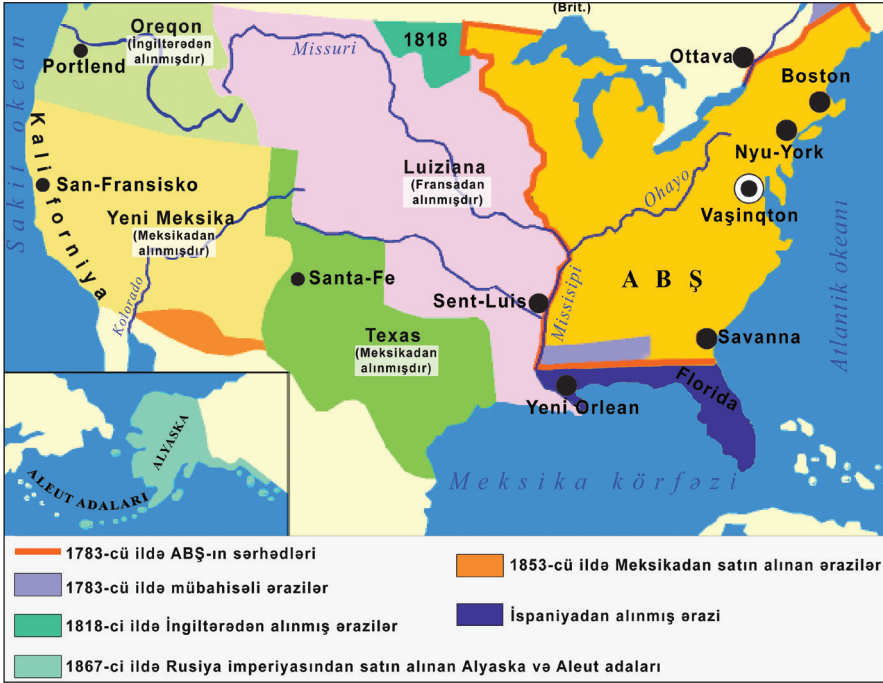 (Brit.)
Oreqon
(İngiltərədən
alınmışdır)
Portlend
Missuri
1818
Ottava
Boston
Nyu-York
Sakit okean
Kaliforniya
San-Fransisko
Yeni Meksika
(Meksikadan
alınmışdır)
Luiziana
(Fransadan
alınmışdır)
Ohayo
Vaşinqton
Atlantik okeanı
Kolorado
Santa-Fe
Sent-Luis
Missisipi
A B Ş
Texas
(Meksikadan
alınmışdır)
Savanna
Florida
Yeni Orlean
Meksika körfəzi
ALYASKA
ALEUT ADALARI
1783-cü ildə ABŞ-ın sərhədləri
1783-cü ildə mübahisəli ərazilər
1818-ci ildə İngiltərədən alınmış ərazilər
1867-ci ildə Rusiya imperiyasından satın alınan Alyaska və Aleut adaları
1853-cü ildə Meksikadan satın alınan ərazilər
İspaniyadan alınmış ərazi